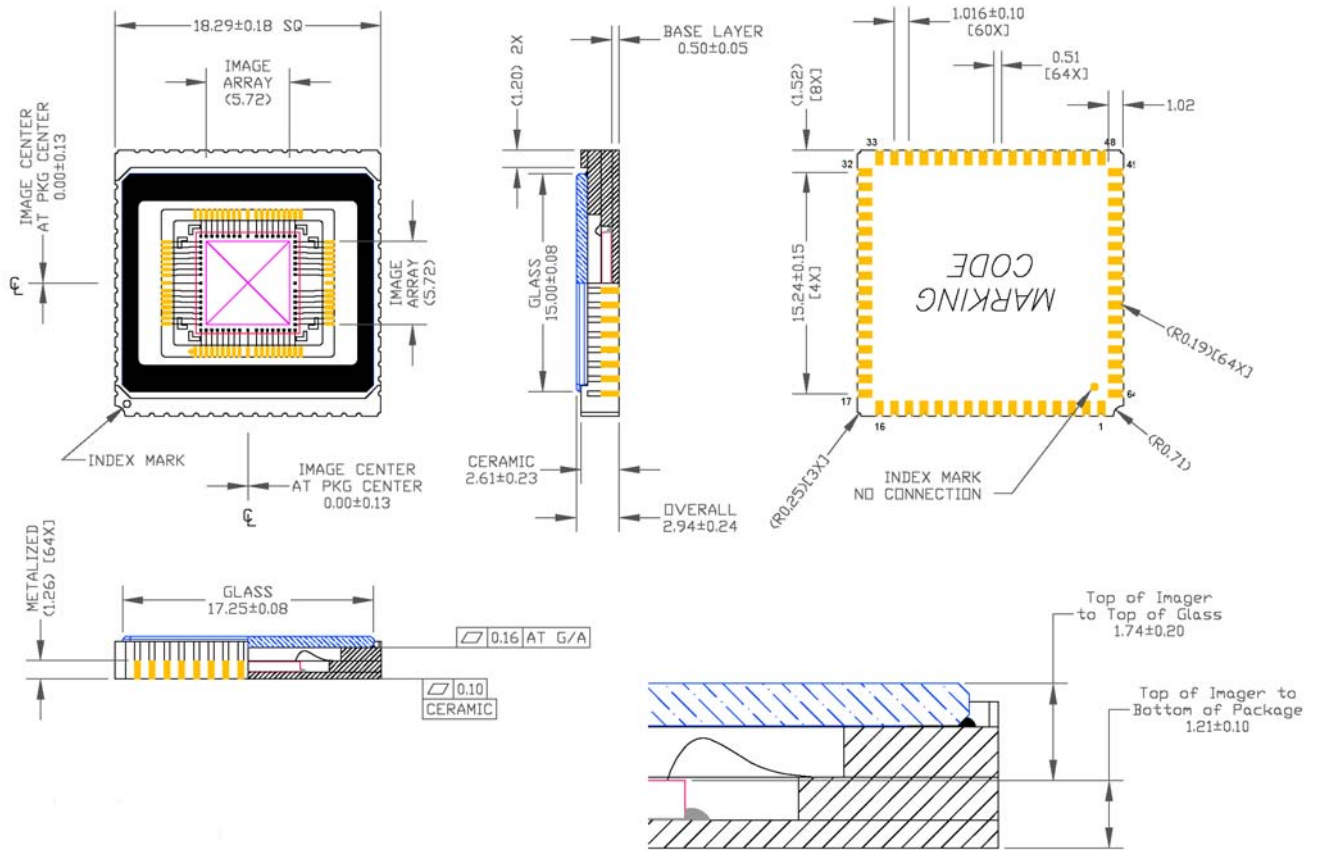 18.29±0.18 SQ
IMAGE
ARRAY
(5.72)
IMAGE CENTER
AT PKG CENTER
0.00±0.13
℄
IMAGE
ARRAY
(5.72)
INDEX MARK
IMAGE CENTER
AT PKG CENTER
0.00±0.13
℄
BASE LAYER
0.50±0.05
(1.20) 2X
GLASS
15.00±0.08
CERAMIC
2.61±0.23
OVERALL
2.94±0.24
1.016±0.10
[60X]
0.51
[64X]
(1.52)
[8X]
1.02
33
48
32
49
15.24±0.15
[4X]
MARKING
CODE
(R0.19)[64X]
17
64
16
1
(R0.71)
(R0.25)[3X]
INDEX MARK
NO CONNECTION
METALIZED
(1.26) [64X]
GLASS
17.25±0.08
0.16 AT G/A
0.10
CERAMIC
Top of Imager
to Top of Glass
1.74±0.20
Top of Imager to
Bottom of Package
1.21±0.10